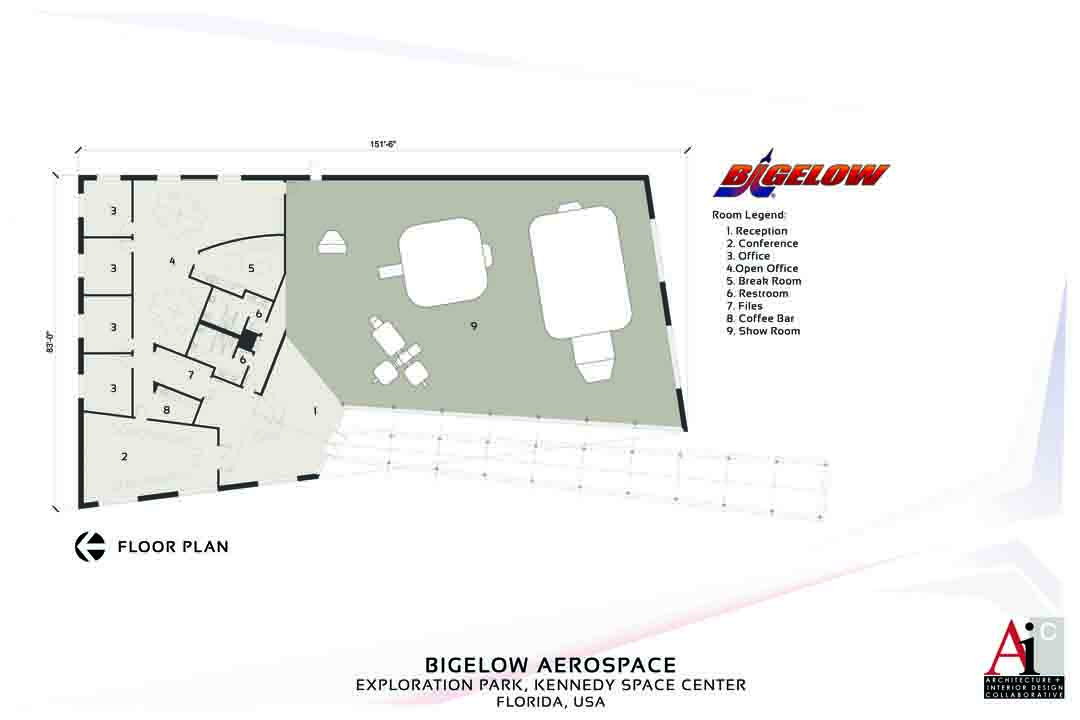 151'-6"
BIGELOW
®
Room Legend:
1. Reception
2. Conference
3. Office
4.Open Office
5. Break Room
6. Restroom
7. Files
8. Coffee Bar
9. Show Room
83'-0"
3
4
3
5
6
9
3
6
7
3
8
1
2
FLOOR PLAN
BIGELOW AEROSPACE
EXPLORATION PARK, KENNEDY SPACE CENTER
FLORIDA, USA
AiC
ARCHITECTURE +
INTERIOR DESIGN
COLLABORATIVE